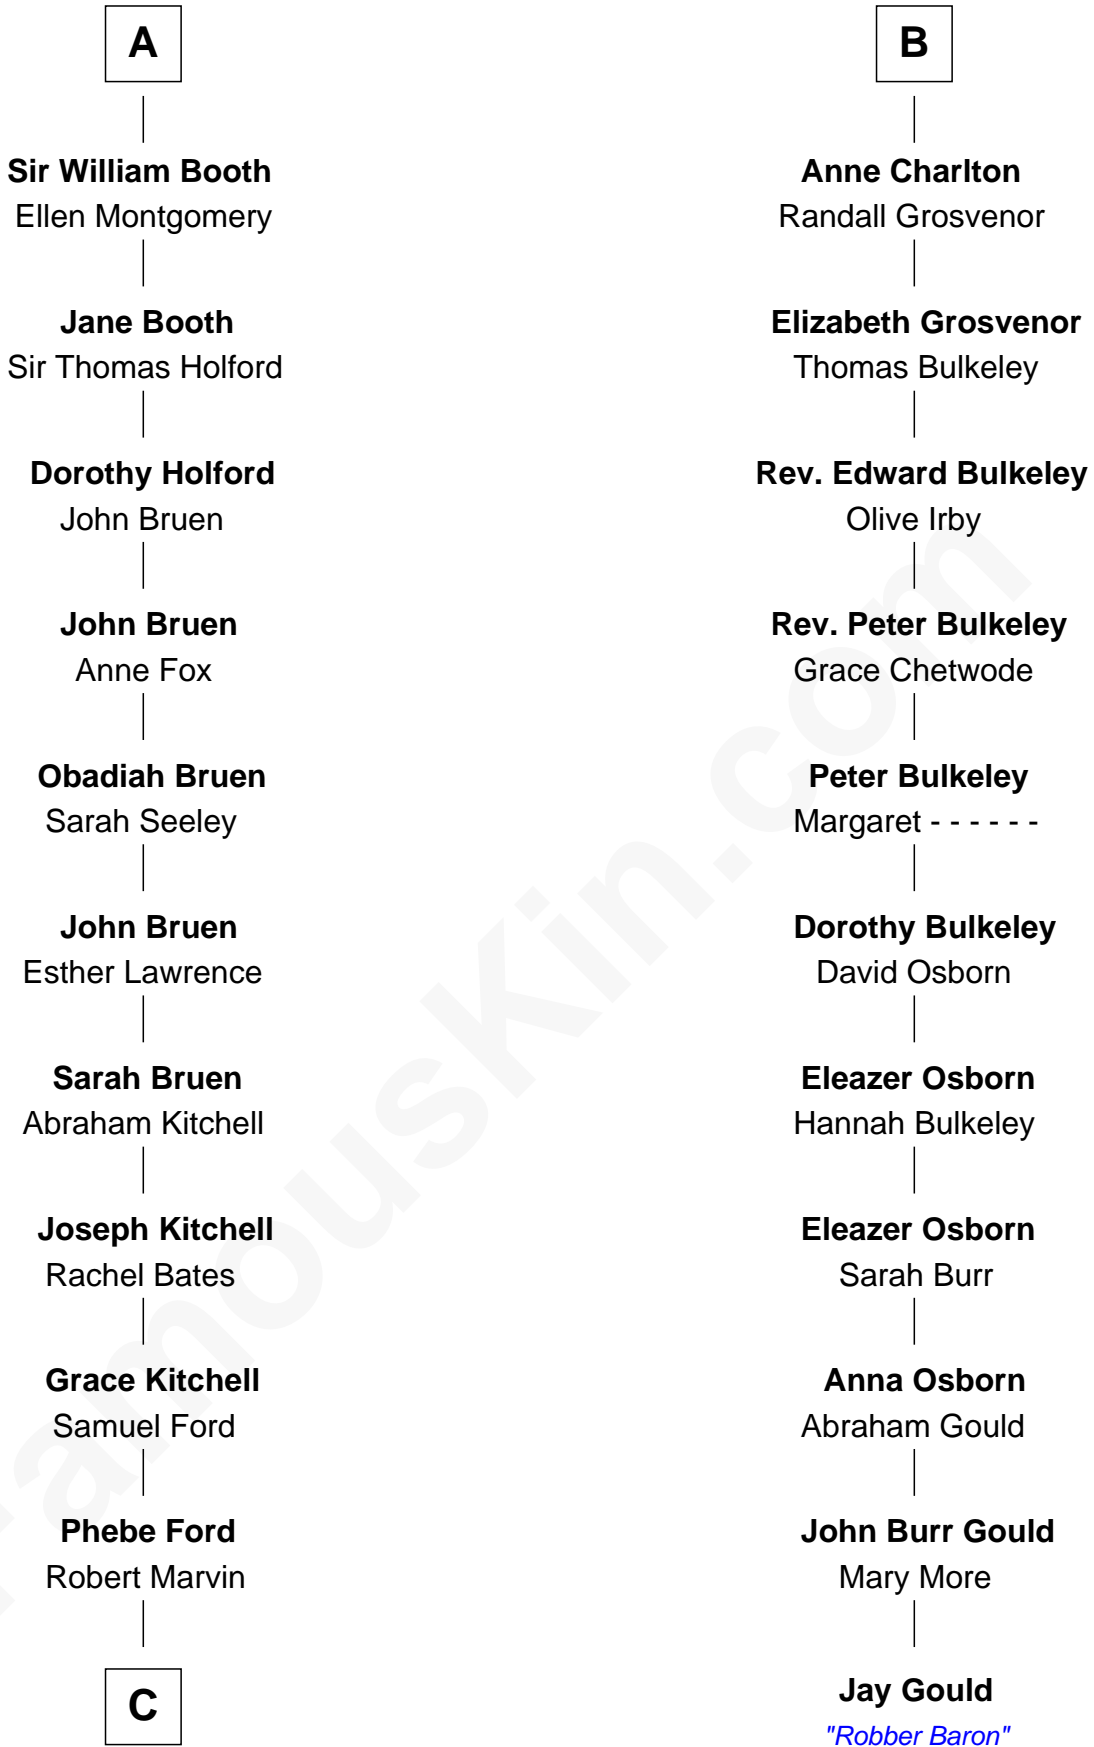 A
Sir William Booth
Ellen Montgomery
Jane Booth
Sir Thomas Holford
Dorothy Holford
John Bruen
John Bruen
Anne Fox
Obadiah Bruen
Sarah Seeley
John Bruen
Esther Lawrence
Sarah Bruen
Abraham Kitchell
Joseph Kitchell
Rachel Bates
Grace Kitchell
Samuel Ford
Phebe Ford
Robert Marvin
C
B
Anne Charlton
Randall Grosvenor
Elizabeth Grosvenor
Thomas Bulkeley
Rev. Edward Bulkeley
Olive Irby
Rev. Peter Bulkeley
Grace Chetwode
Peter Bulkeley
Margaret - - - - - -
Dorothy Bulkeley
David Osborn
Eleazer Osborn
Hannah Bulkeley
Eleazer Osborn
Sarah Burr
Anna Osborn
Abraham Gould
John Burr Gould
Mary More
Jay Gould
"Robber Baron"
FamousKin.com